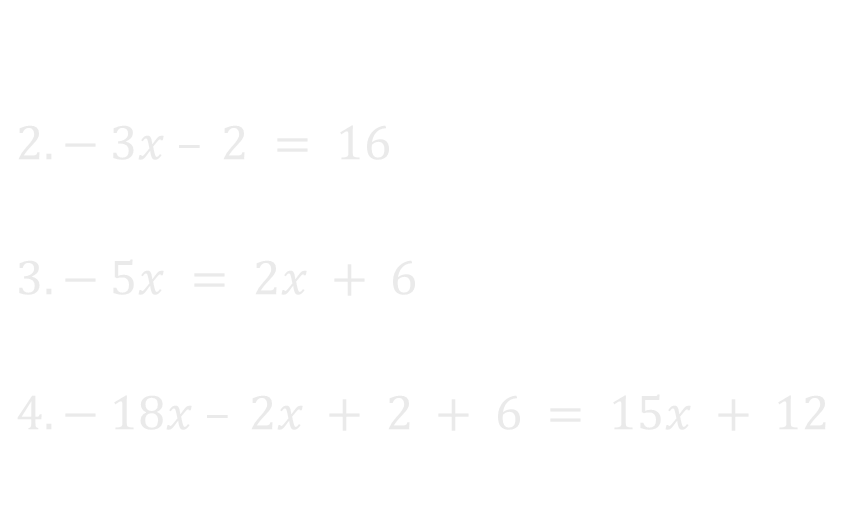 2. − 3x – 2 = 16
3. − 5x = 2x + 6
4. − 18x – 2x + 2 + 6 = 15x + 12